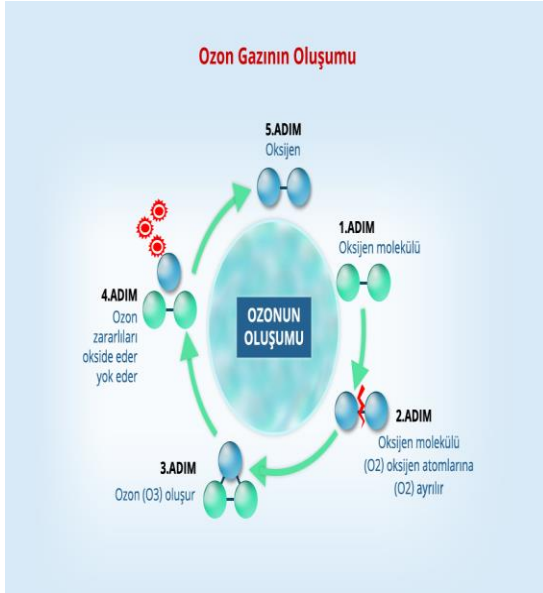 Ozon Gazının Oluşumu
5.ADIM
Oksijen
1.ADIM
Oksijen molekülü
OZONUN
OLUŞUMU
4.ADIM
Ozon
zararlıları
okside eder
yok eder
2.ADIM
Oksijen molekülü
(O2) oksijen atomlarına
(O2) ayrılır
3.ADIM
Ozon (O3) oluşur